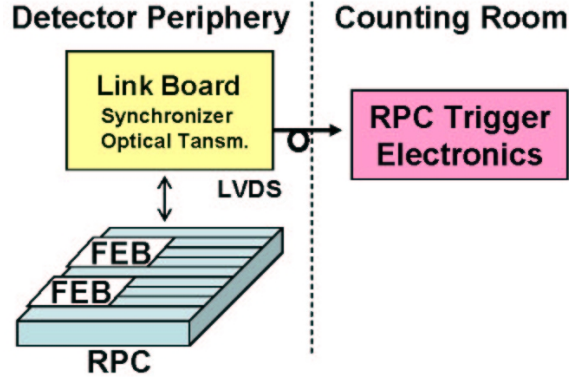 Detector Periphery
Counting Room
Link Board
Synchronizer
Optical Tansm.
RPC Trigger
Electronics
LVDS
FEB
FEB
RPC